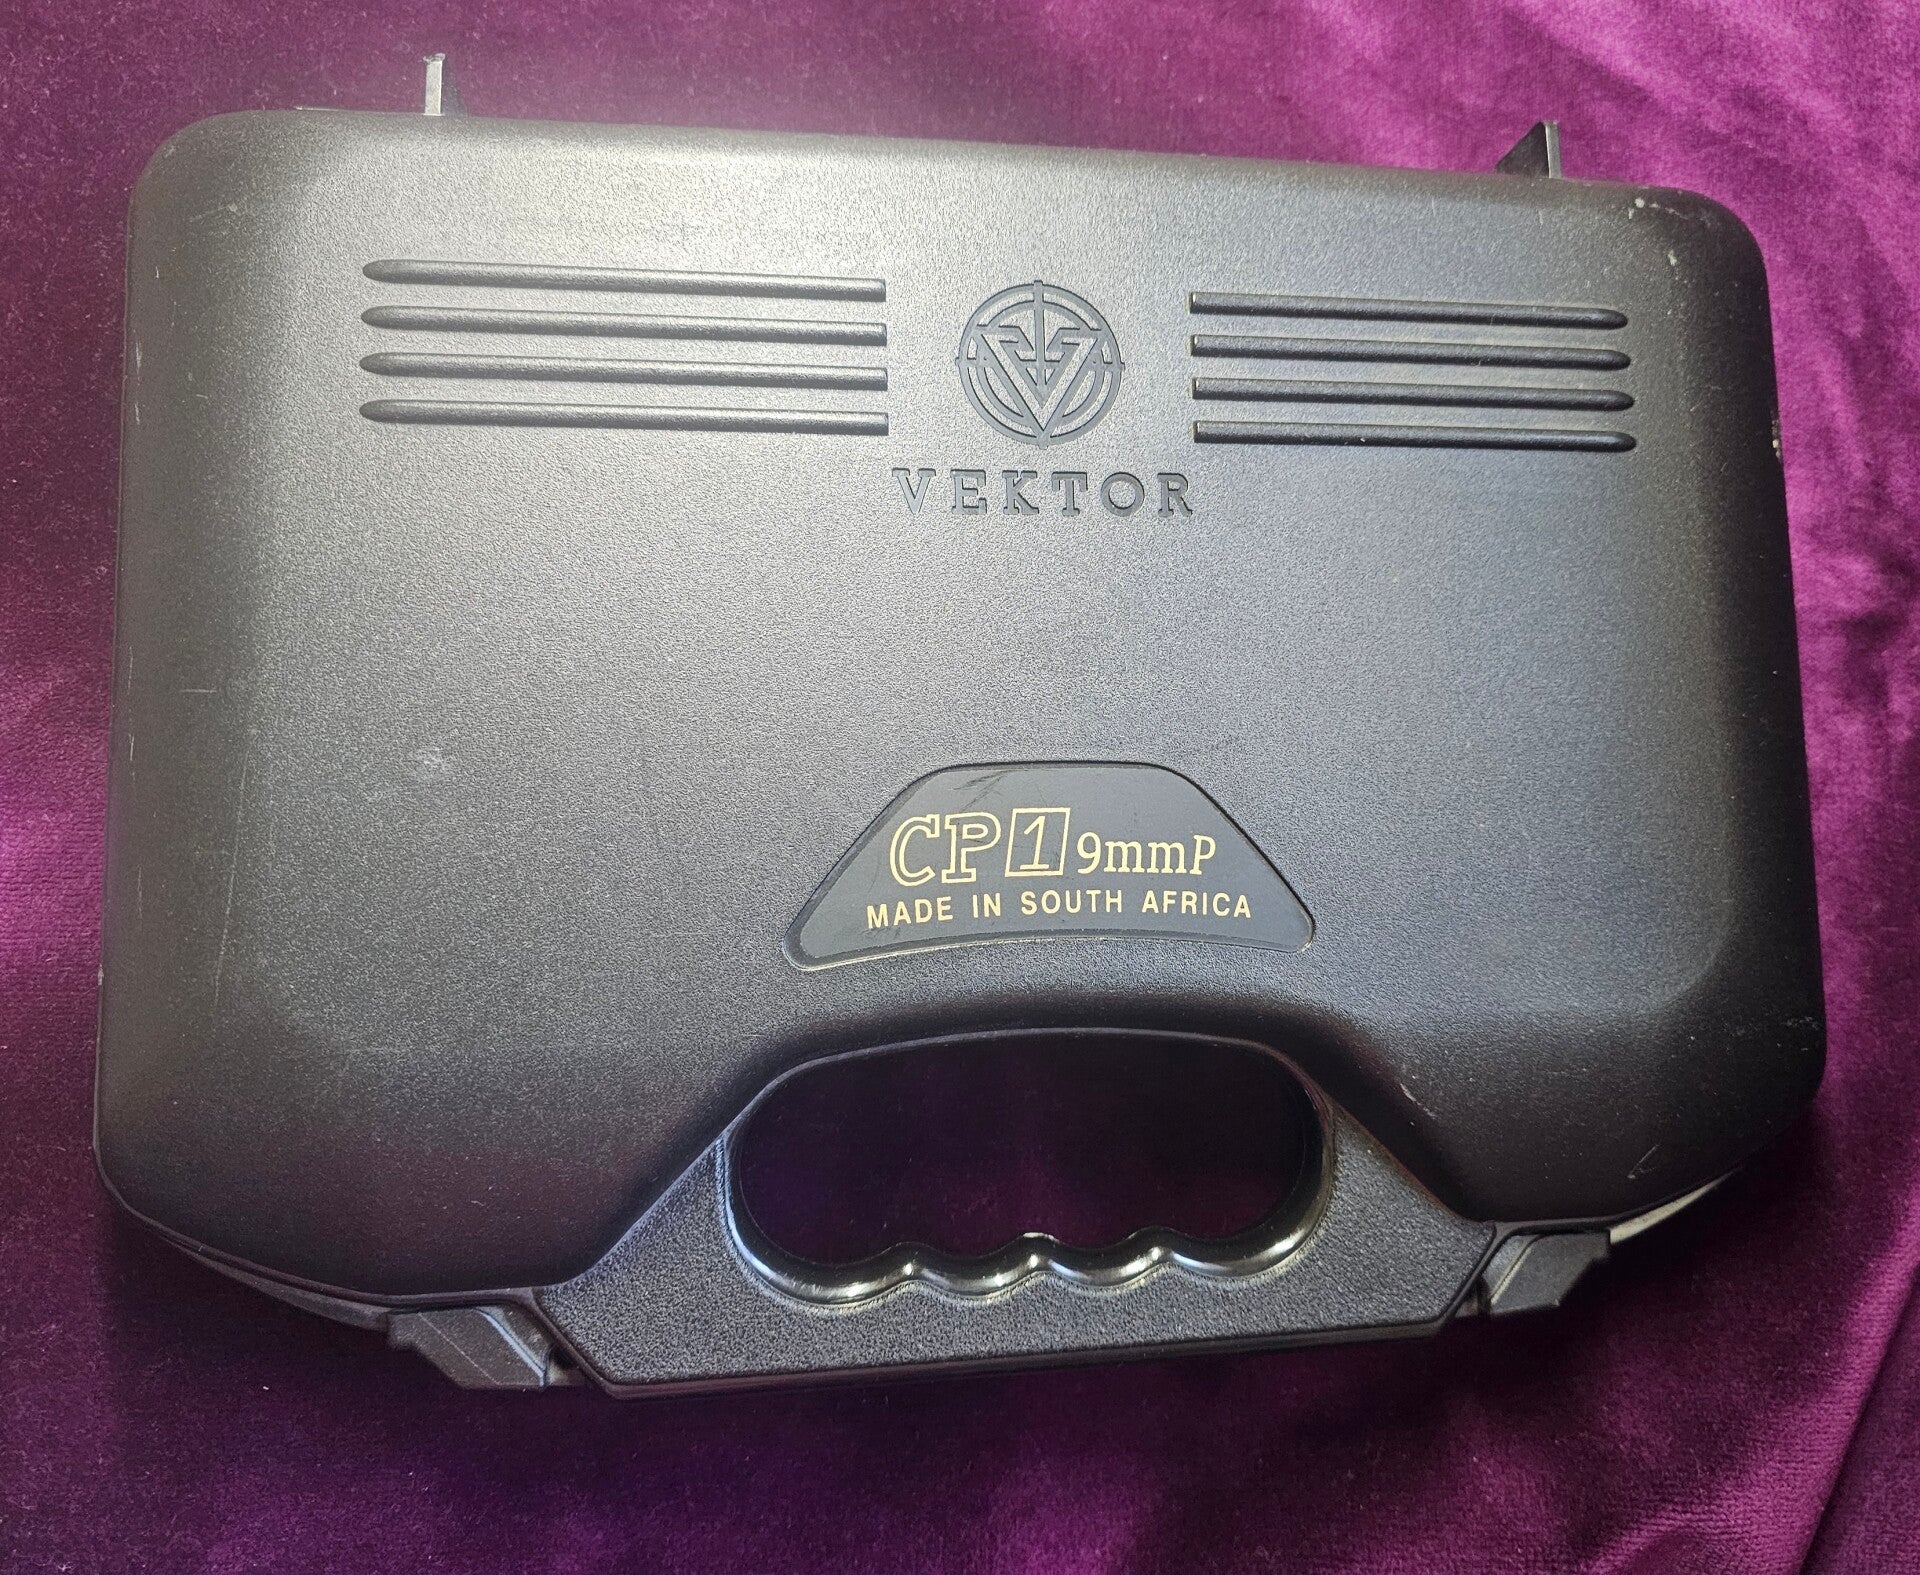 VEKTOR
CP1 9mmP
MADE IN SOUTH AFRICA